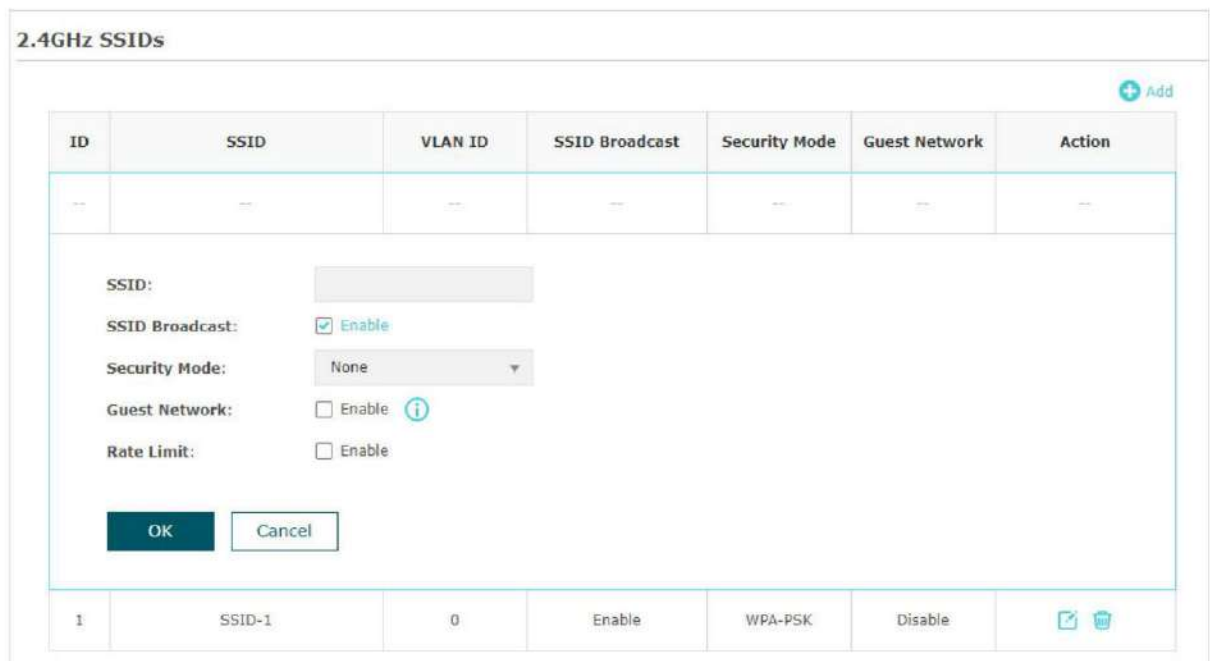 2.4GHz SSIDs
Add
ID SSID VLAN ID SSID Broadcast Security Mode Guest Network Action
-- -- -- -- -- -- --
SSID:
SSID Broadcast: Enable
Security Mode: None
Guest Network: Enable
Rate Limit: Enable
OK Cancel
1 SSID-1 0 Enable WPA-PSK Disable